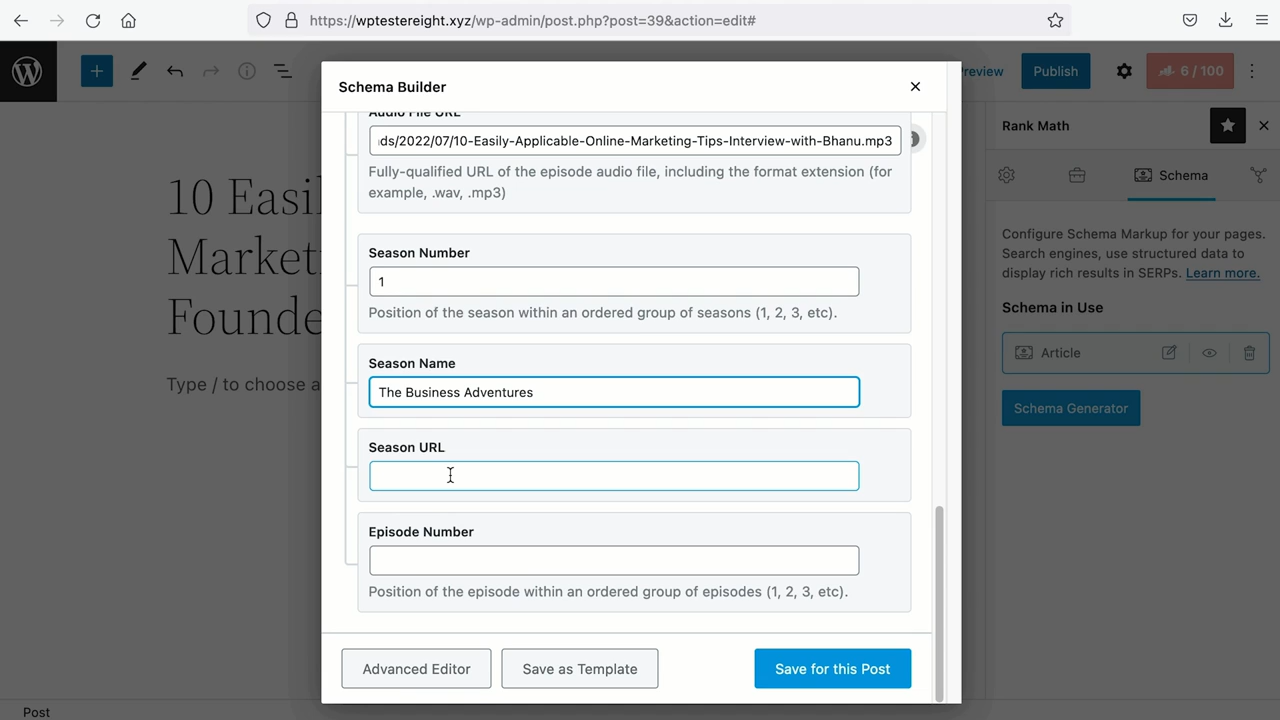 https://wptestereight.xyz/wp-admin/post.php?post=39&action=edit#
Preview
Publish
6 / 100
Schema Builder
Audio File URL
ds/2022/07/10-Easily-Applicable-Online-Marketing-Tips-Interview-with-Bhanu.mp3
Fully-qualified URL of the episode audio file, including the format extension (for
example, .wav, .mp3)
Season Number
1
Position of the season within an ordered group of seasons (1, 2, 3, etc).
Season Name
The Business Adventures
Season URL
Episode Number
Position of the episode within an ordered group of episodes (1, 2, 3, etc).
Advanced Editor
Save as Template
Save for this Post
10 Easil
Market
Founde
Type / to choose a
Rank Math
Schema
Configure Schema Markup for your pages.
Search engines, use structured data to
display rich results in SERPs. Learn more.
Schema in Use
Article
Schema Generator
Post